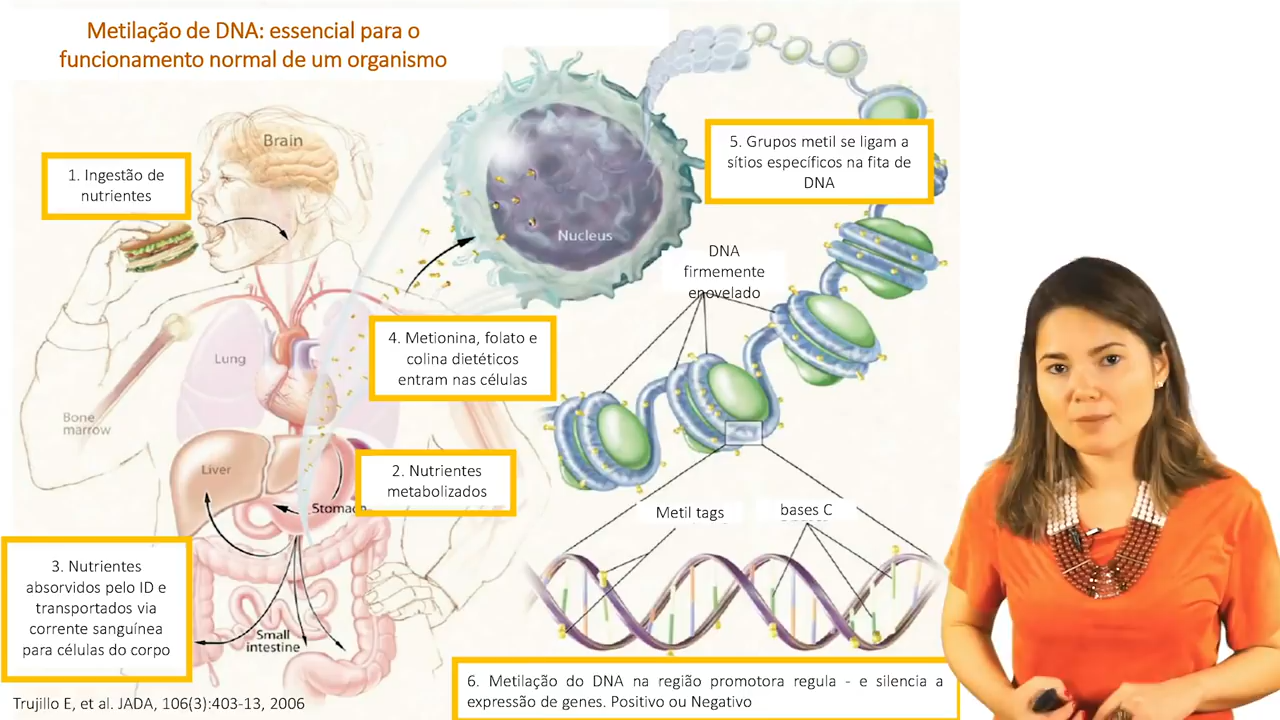 Metilação de DNA: essencial para o
funcionamento normal de um organismo
Brain
1. Ingestão de
nutrientes
5. Grupos metil se ligam a
sítios específicos na fita de
DNA
Nucleus
DNA
firmemente
enovelado
4. Metionina, folato e
colina dietéticos
entram nas células
Lung
Bone
marrow
Liver
2. Nutrientes
metabolizados
Stomach
Metil tags
bases C
3. Nutrientes
absorvidos pelo ID e
transportados via
corrente sanguínea
para células do corpo
Small
intestine
6. Metilação do DNA na região promotora regula - e silencia a
expressão de genes. Positivo ou Negativo
Trujillo E, et al. JADA, 106(3):403-13, 2006